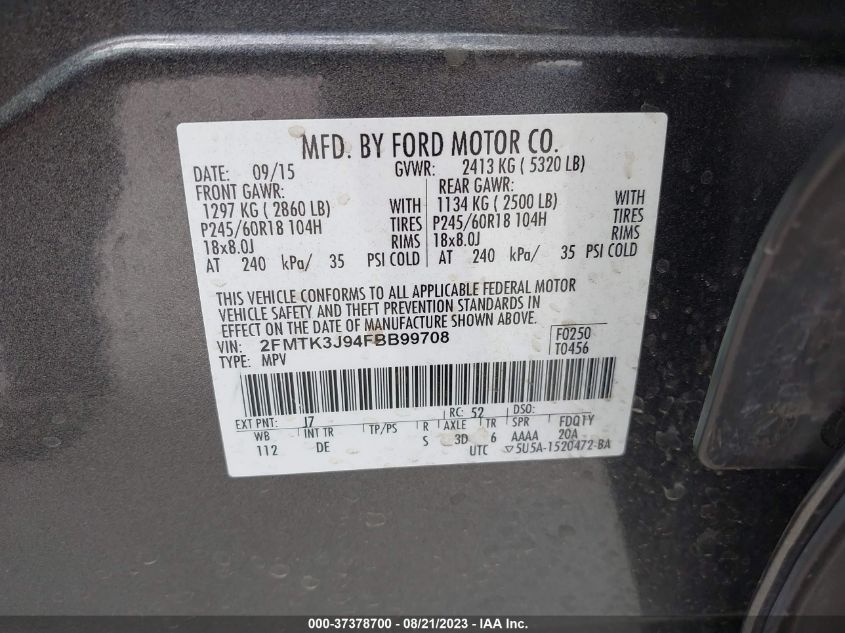 MFD. BY FORD MOTOR CO.
DATE: 09/15 GVWR: 2413 KG ( 5320 LB)
FRONT GAWR: REAR GAWR:
1297 KG ( 2860 LB) WITH 1134 KG ( 2500 LB) WITH
P245/60R18 104H TIRES P245/60R18 104H TIRES
18x8.0J RIMS 18x8.0J RIMS
AT 240 kPa/ 35 PSI COLD AT 240 kPa/ 35 PSI COLD
THIS VEHICLE CONFORMS TO ALL APPLICABLE FEDERAL MOTOR
VEHICLE SAFETY AND THEFT PREVENTION STANDARDS IN
EFFECT ON THE DATE OF MANUFACTURE SHOWN ABOVE.
VIN: 2FMTK3J94FBB99708 F0250
TYPE: MPV T0456
EXT PNT: J7 RC: 52 DSO:
WB INT TR TP/PS R AXLE TR SPR FDQTY
112 DE S 3D 6 AAAA 20A
UTC ▽5U5A-1520472-BA
000-37378700 - 08/21/2023 - IAA Inc.